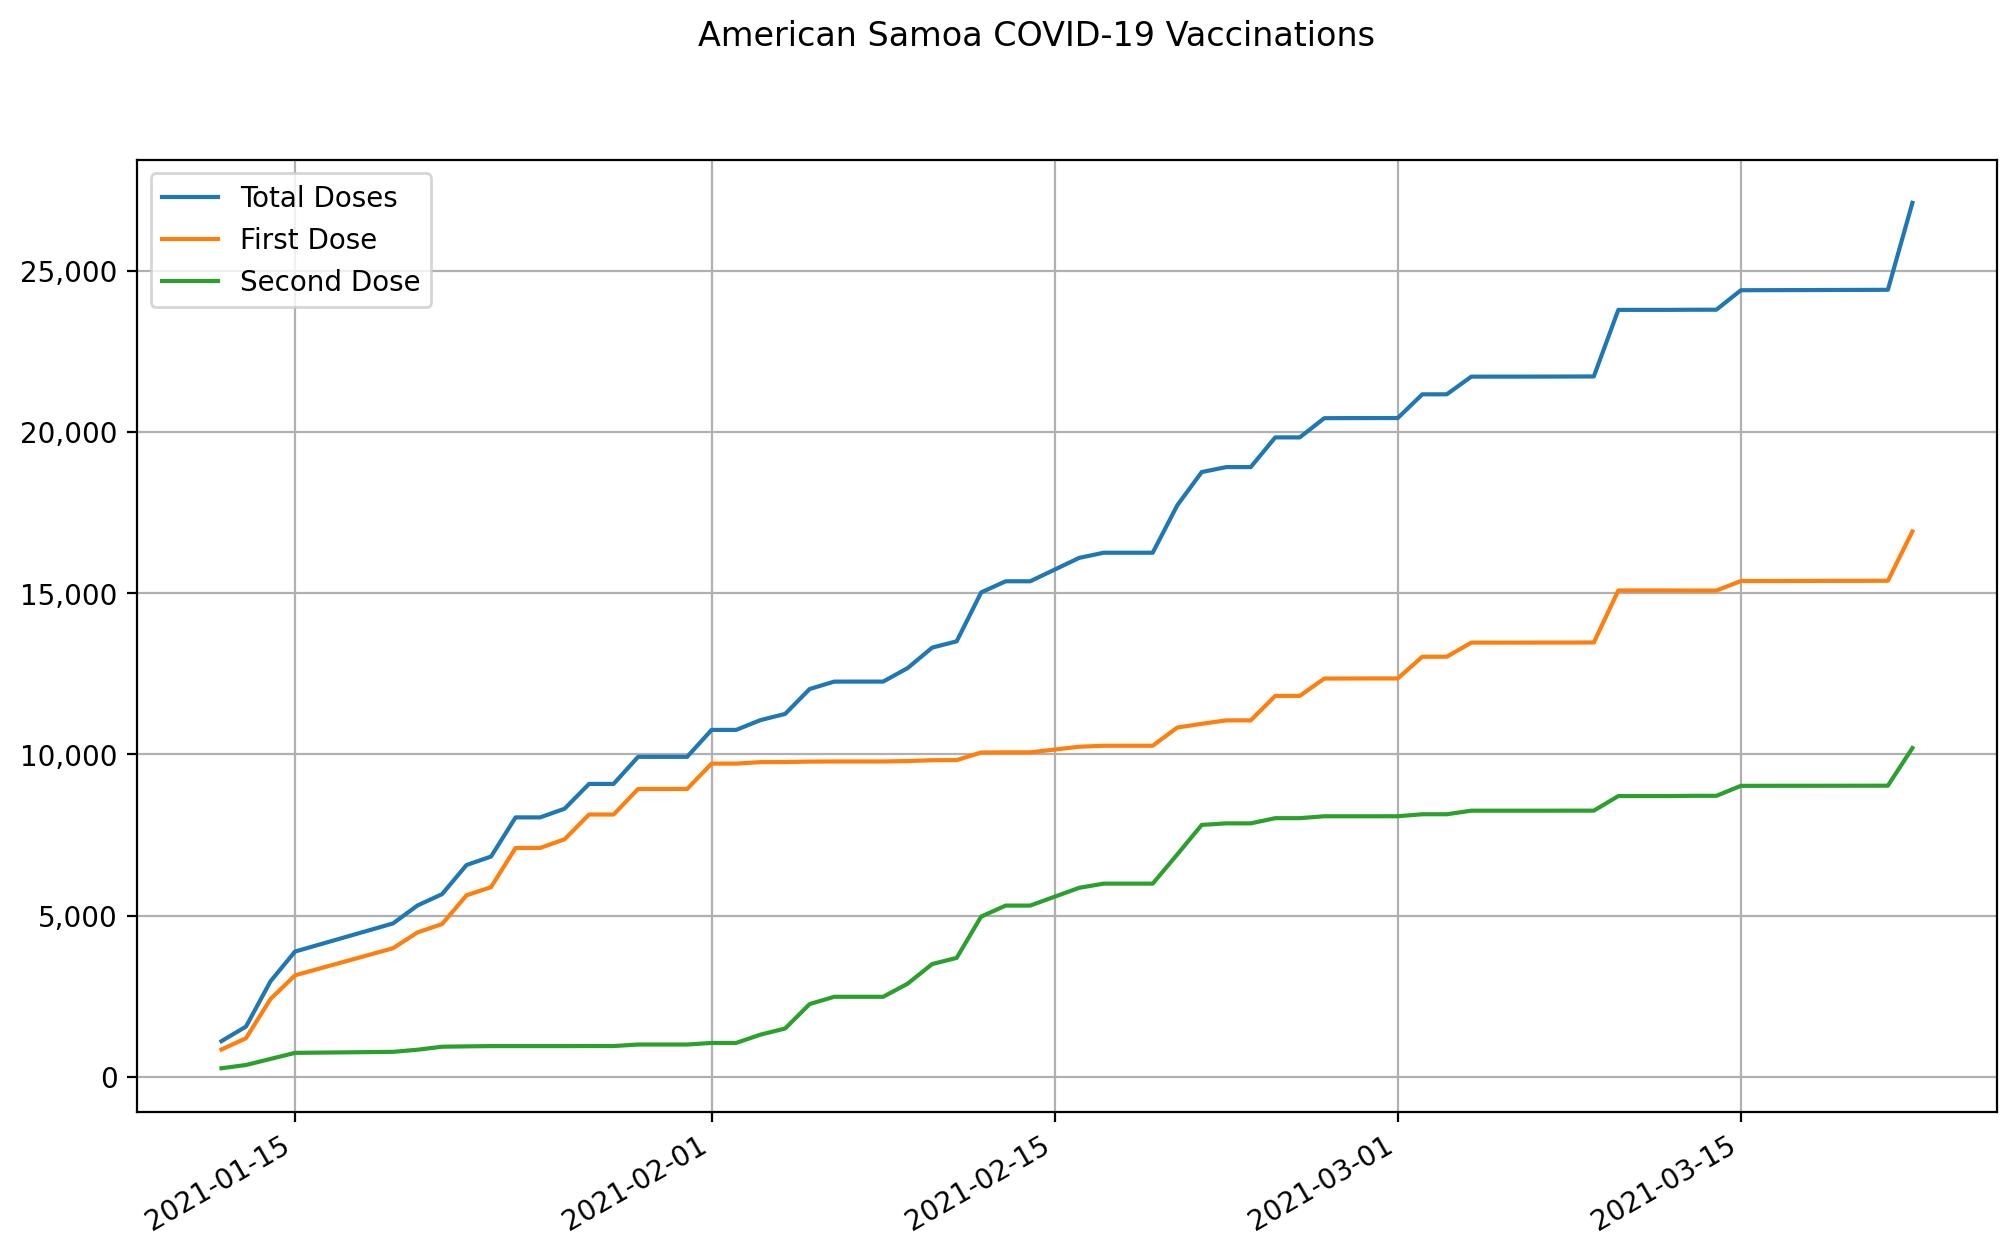 American Samoa COVID-19 Vaccinations
Total Doses
First Dose
Second Dose
25,000
20,000
15,000
10,000
5,000
0
2021-01-15
2021-02-01
2021-02-15
2021-03-01
2021-03-15